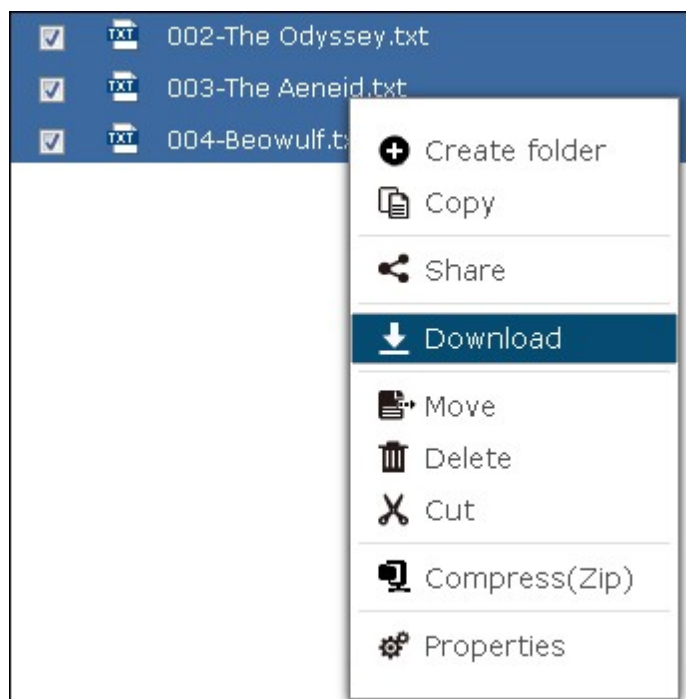 TXT 002-The Odyssey.txt
TXT 003-The Aeneid.txt
TXT 004-Beowulf.tx
Create folder
Copy
Share
Download
Move
Delete
Cut
Compress(Zip)
Properties